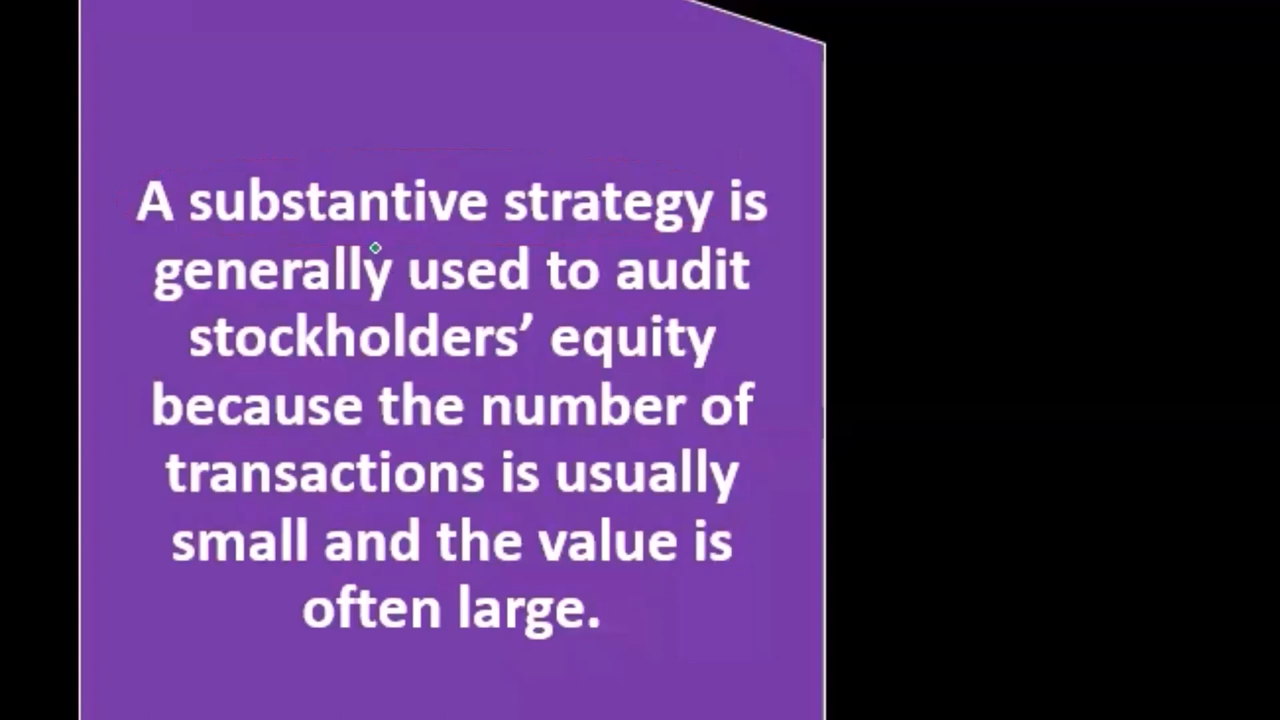 A substantive strategy is
generally used to audit
stockholders’ equity
because the number of
transactions is usually
small and the value is
often large.